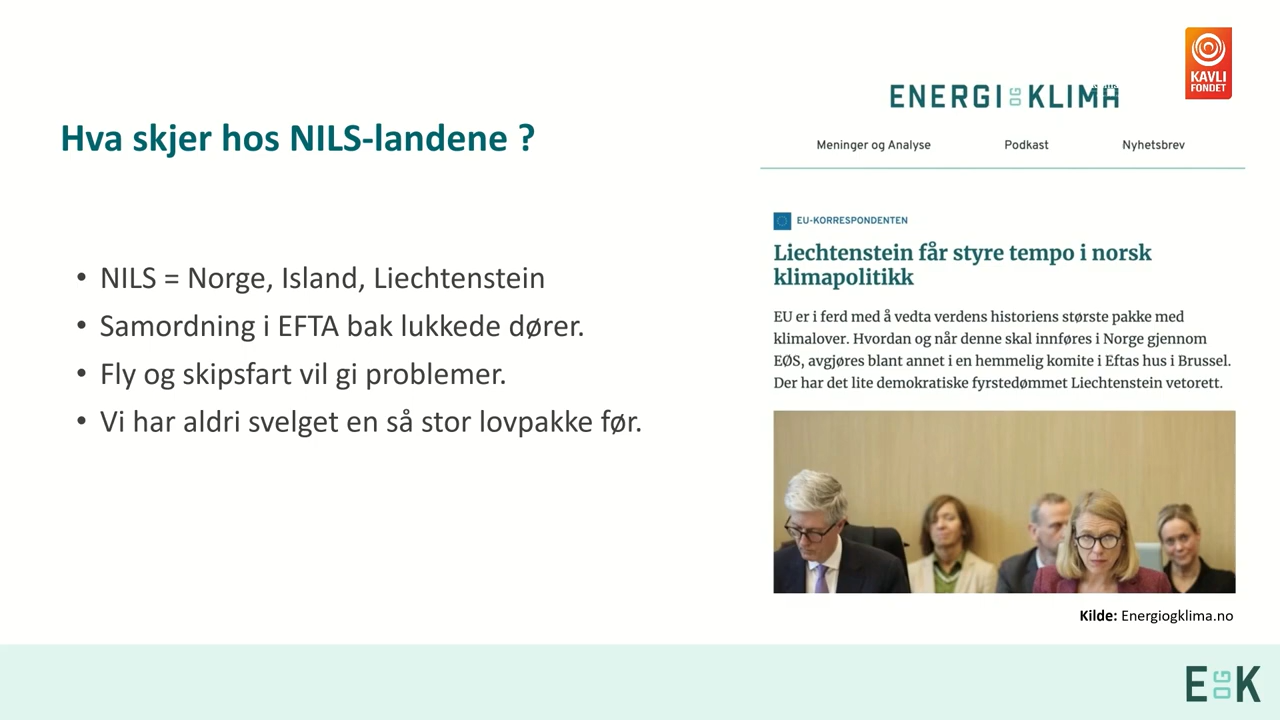 KAVLI
FONDET
ENERGI OG KLIMA
Hva skjer hos NILS-landene ?
Meninger og Analyse
Podkast
Nyhetsbrev
EU-KORRESPONDENTEN
Liechtenstein får styre tempo i norsk
klimapolitikk
• NILS = Norge, Island, Liechtenstein
• Samordning i EFTA bak lukkede dører.
• Fly og skipsfart vil gi problemer.
• Vi har aldri svelget en så stor lovpakke før.
EU er i ferd med å vedta verdens historiens største pakke med
klimalover. Hvordan og når denne skal innføres i Norge gjennom
EØS, avgjøres blant annet i en hemmelig komite i Eftas hus i Brussel.
Der har det lite demokratiske fyrstedømmet Liechtenstein vetorett.
Kilde: Energiogklima.no
E OG K